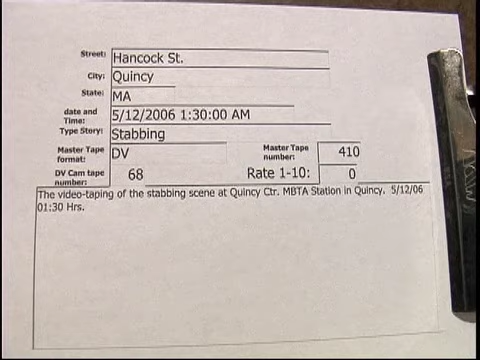 Street: Hancock St.
City: Quincy
State: MA
date and Time: 5/12/2006 1:30:00 AM
Type Story: Stabbing
Master Tape format: DV Master Tape number: 410
DV Cam tape number: 68 Rate 1-10: 0
The video-taping of the stabbing scene at Quincy Ctr. MBTA Station in Quincy. 5/12/06
01:30 Hrs.